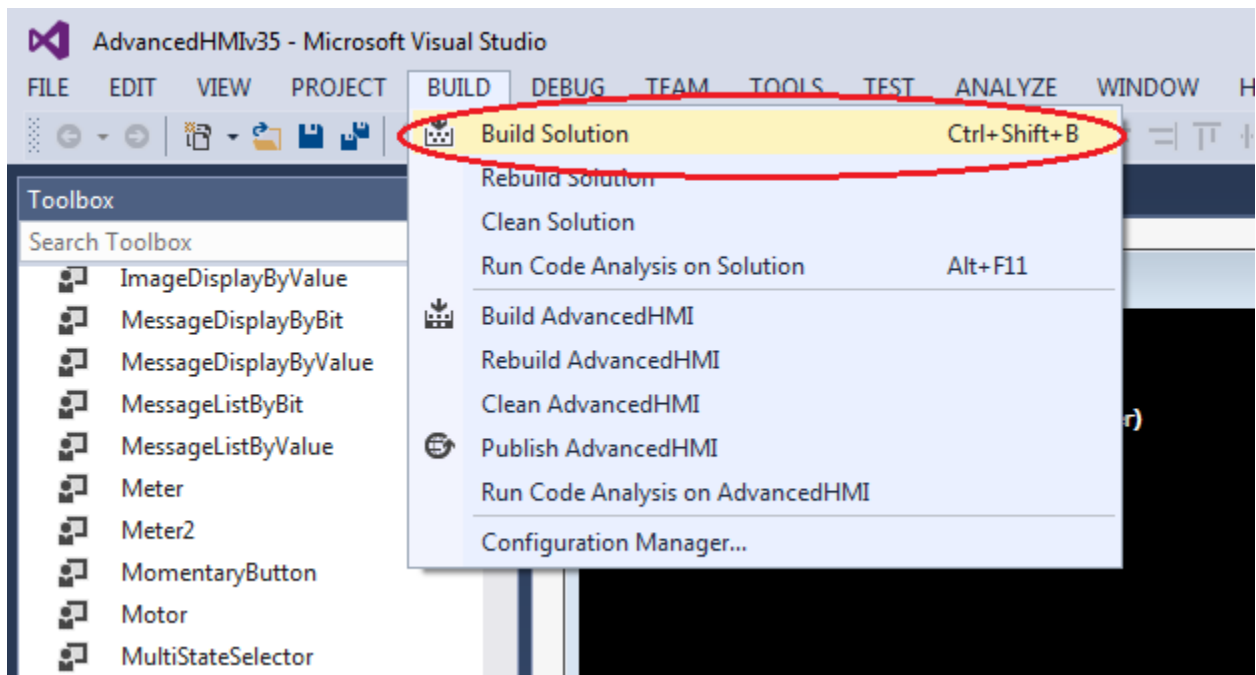 AdvancedHMIv35 - Microsoft Visual Studio
FILE EDIT VIEW PROJECT BUILD DEBUG TEAM TOOLS TEST ANALYZE WINDOW H
Build Solution Ctrl+Shift+B
Rebuild Solution
Clean Solution
Run Code Analysis on Solution Alt+F11
Build AdvancedHMI
Rebuild AdvancedHMI
Clean AdvancedHMI
Publish AdvancedHMI
Run Code Analysis on AdvancedHMI
Configuration Manager...
Toolbox
Search Toolbox
ImageDisplayByValue
MessageDisplayByBit
MessageDisplayByValue
MessageListByBit
MessageListByValue
Meter
Meter2
MomentaryButton
Motor
MultiStateSelector
r)